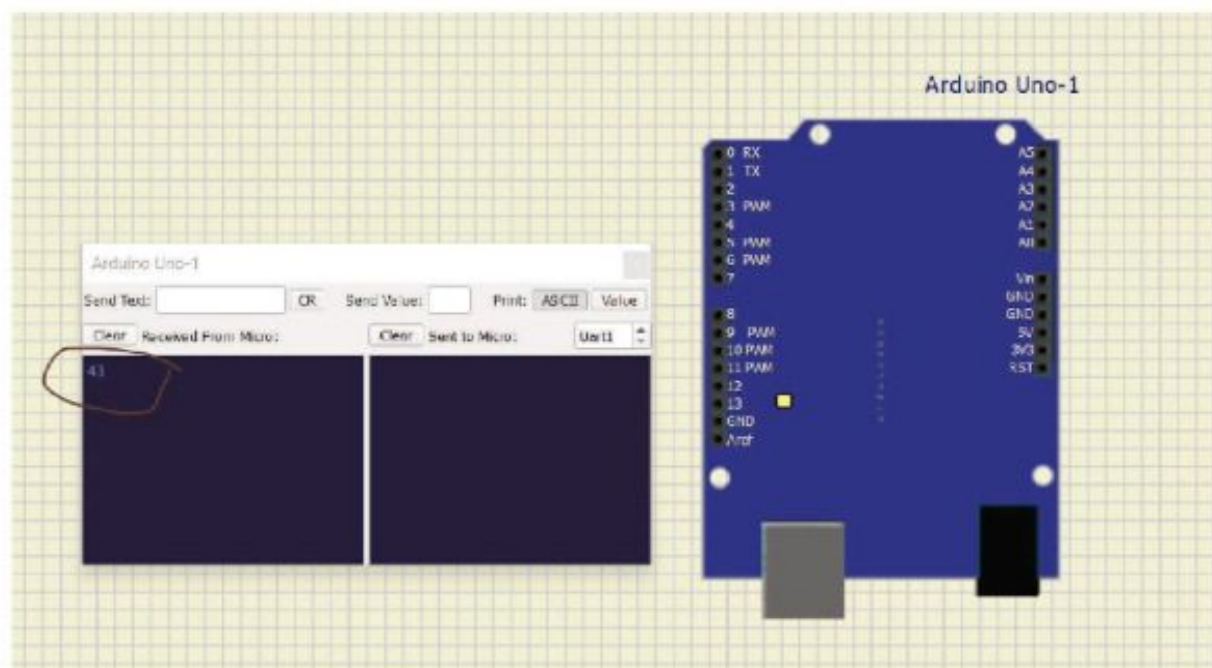 Arduino Uno-1
Arduino Uno-1
Send Text:
CR
Send Value:
Print:
ASCII
Value
Clear
Received From Micro:
Clear
Sent to Micro:
Uart1
43
0 RX
1 TX
2
3 PWM
4
5 PWM
6 PWM
7
8
9 PWM
10 PWM
11 PWM
12
13
GND
Aref
A5
A4
A3
A2
A1
A0
Vin
GND
GND
5V
3V3
RST